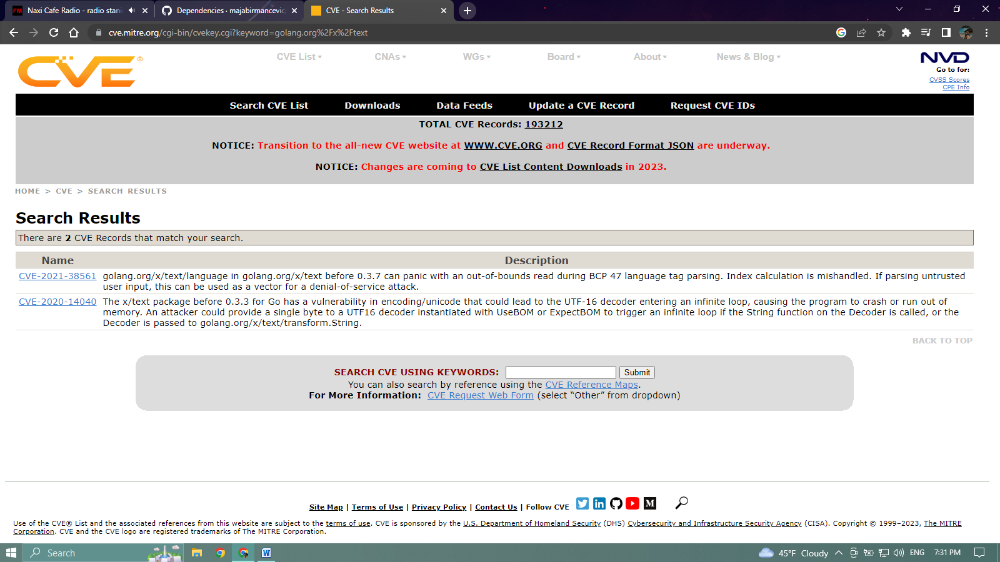 Naxi Cafe Radio - radio stani
Dependencies · majabirmancevic
CVE - Search Results
cve.mitre.org/cgi-bin/cvekey.cgi?keyword=golang.org%2Fx%2Ftext
CVE®
CVE List CNAs WGs Board About News & Blog
NVD
Go to for:
CVSS Scores
CPE Info
Search CVE List Downloads Data Feeds Update a CVE Record Request CVE IDs
TOTAL CVE Records: 193212
NOTICE: Transition to the all-new CVE website at WWW.CVE.ORG and CVE Record Format JSON are underway.
NOTICE: Changes are coming to CVE List Content Downloads in 2023.
HOME > CVE > SEARCH RESULTS
Search Results
There are 2 CVE Records that match your search.
Name Description
CVE-2021-38561 golang.org/x/text/language in golang.org/x/text before 0.3.7 can panic with an out-of-bounds read during BCP 47 language tag parsing. Index calculation is mishandled. If parsing untrusted
user input, this can be used as a vector for a denial-of-service attack.
CVE-2020-14040 The x/text package before 0.3.3 for Go has a vulnerability in encoding/unicode that could lead to the UTF-16 decoder entering an infinite loop, causing the program to crash or run out of
memory. An attacker could provide a single byte to a UTF16 decoder instantiated with UseBOM or ExpectBOM to trigger an infinite loop if the String function on the Decoder is called, or the
Decoder is passed to golang.org/x/text/transform.String.
BACK TO TOP
SEARCH CVE USING KEYWORDS: Submit
You can also search by reference using the CVE Reference Maps.
For More Information: CVE Request Web Form (select “Other” from dropdown)
Site Map | Terms of Use | Privacy Policy | Contact Us | Follow CVE
Use of the CVE® List and the associated references from this website are subject to the terms of use. CVE is sponsored by the U.S. Department of Homeland Security (DHS) Cybersecurity and Infrastructure Security Agency (CISA). Copyright © 1999–2023, The MITRE
Corporation. CVE and the CVE logo are registered trademarks of The MITRE Corporation.
Search
45°F Cloudy ENG 7:31 PM